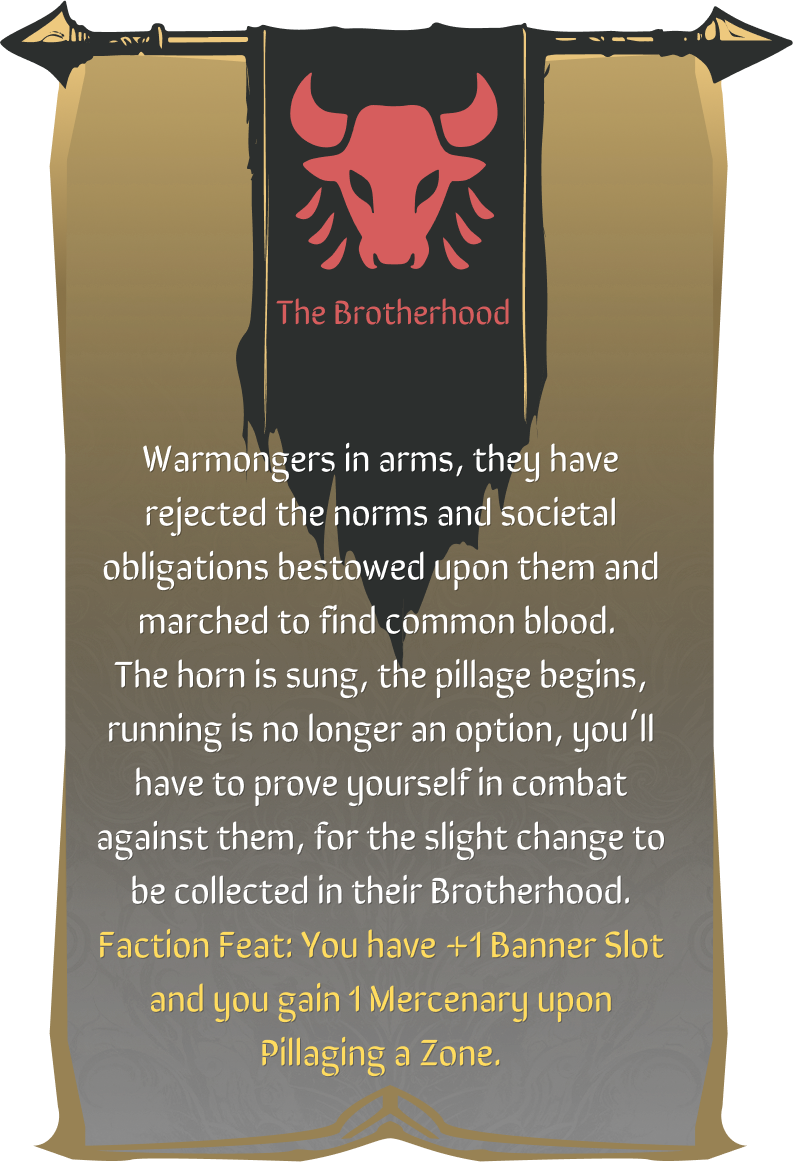 The Brotherhood
Warmongers in arms, they have
rejected the norms and societal
obligations bestowed upon them and
marched to find common blood.
The horn is sung, the pillage begins,
running is no longer an option, you'll
have to prove yourself in combat
against them, for the slight change to
be collected in their Brotherhood.
Faction Feat: You have +1 Banner Slot
and you gain 1 Mercenary upon
Pillaging a Zone.